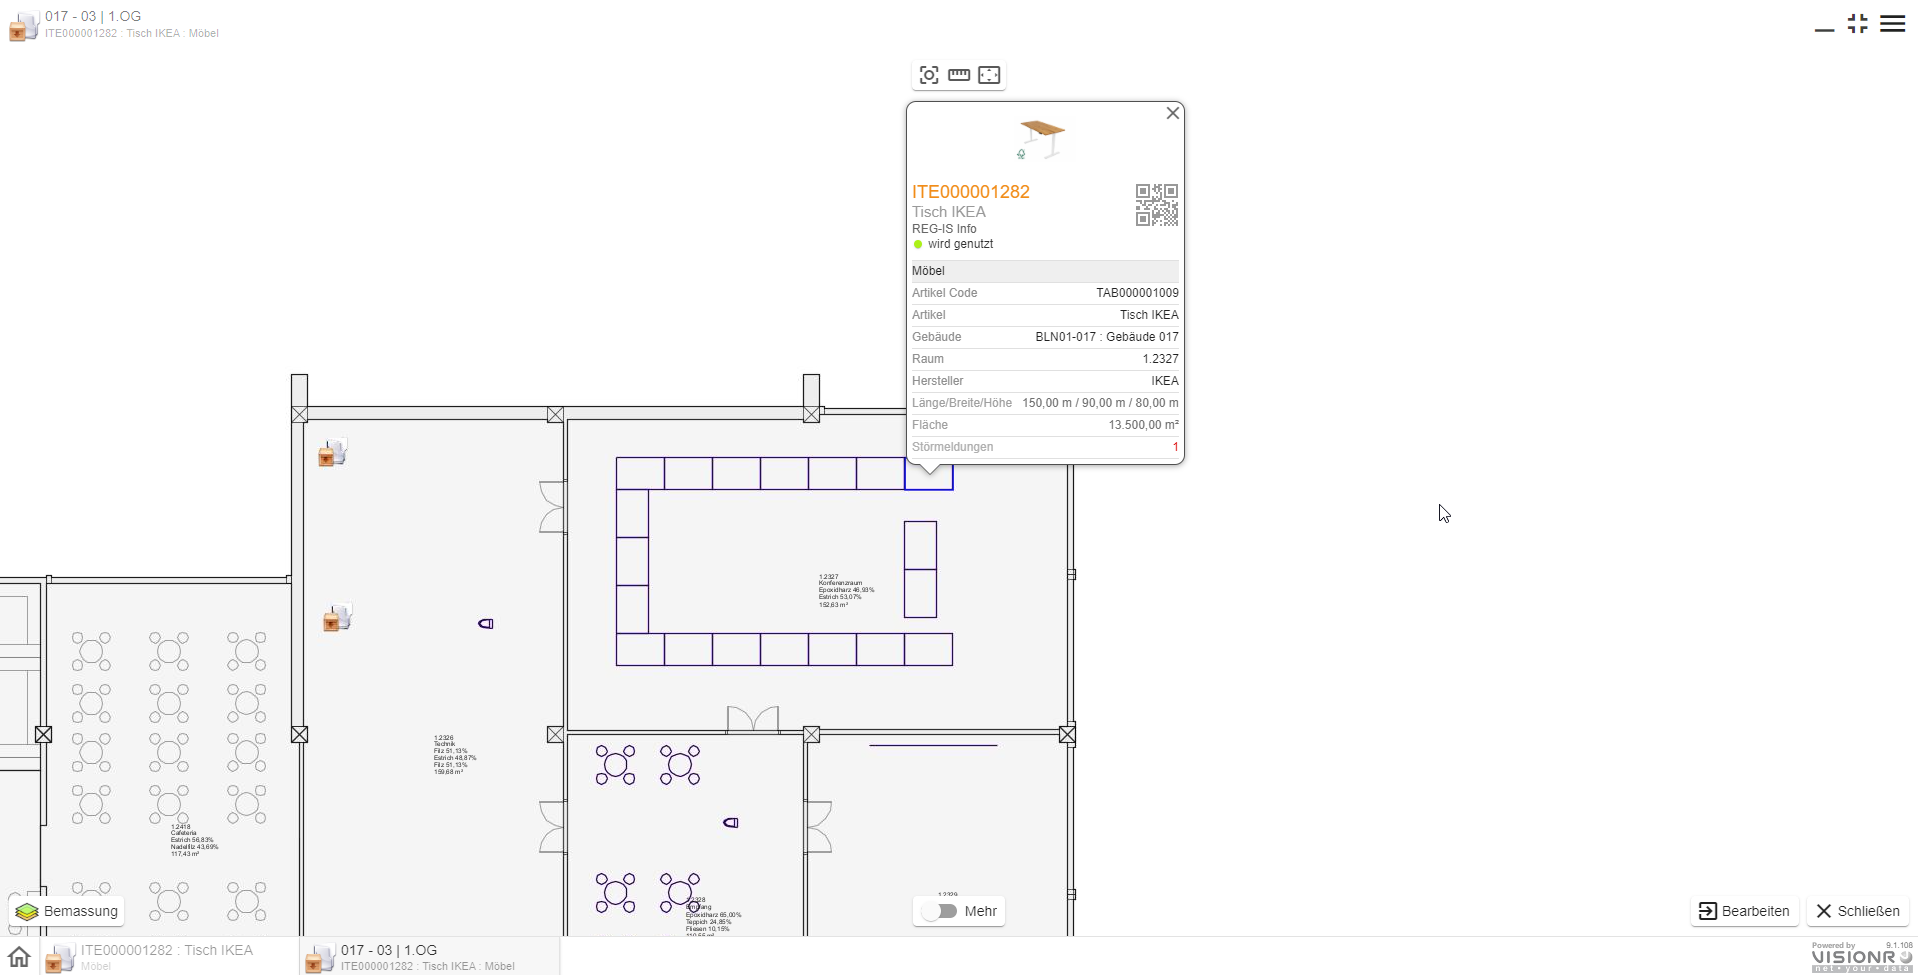 017 - 03 | 1.OG
ITE000001282 : Tisch IKEA : Möbel
ITE000001282
Tisch IKEA
REG-IS Info
wird genutzt
Möbel
Artikel Code TAB000001009
Artikel Tisch IKEA
Gebäude BLN01-017 : Gebäude 017
Raum 1.2327
Hersteller IKEA
Länge/Breite/Höhe 150,00 m / 90,00 m / 80,00 m
Fläche 13.500,00 m²
Störmeldungen 1
1.2327
Konferenzraum
Epoxidharz 46,93%
Estrich 53,07%
152,63 m²
1.2326
Technik
Filz 51,13%
Estrich 48,87%
Filz 51,13%
159,68 m²
1.2418
Cafeteria
Estrich 56,83%
Nadelfilz 43,69%
117,43 m²
1.2329
1.2328
Empfang
Epoxidharz 65,00%
Teppich 24,85%
Fliesen 10,15%
Bemassung
Mehr
Bearbeiten
Schließen
ITE000001282 : Tisch IKEA
Möbel
017 - 03 | 1.OG
ITE000001282 : Tisch IKEA : Möbel
Powered by 9.1.108
VISIONR
net • your • data